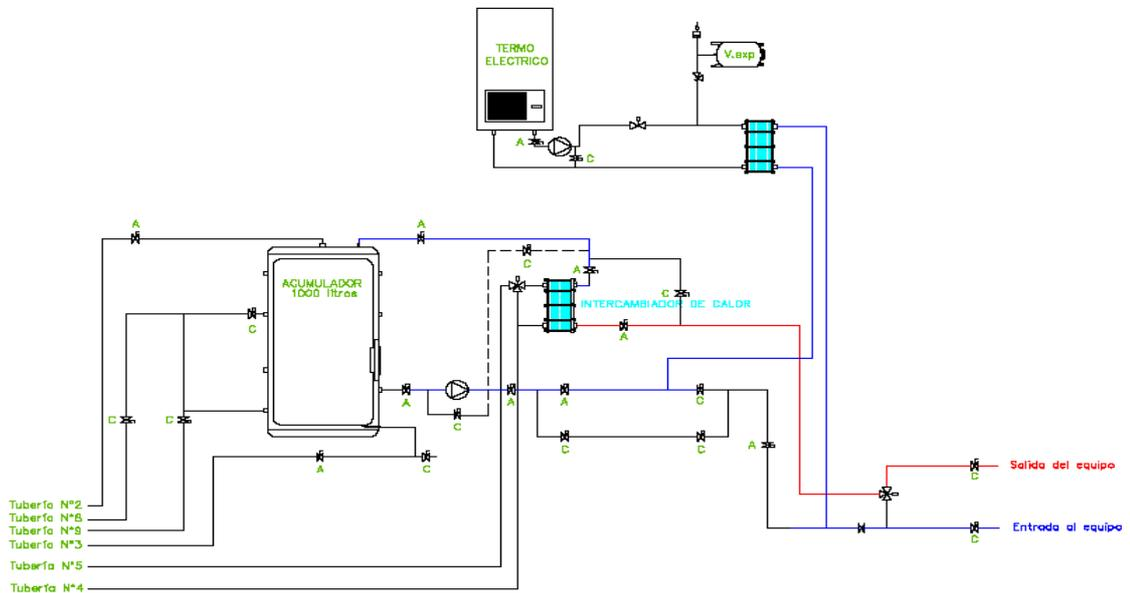 TERMO
ELECTRICO
V.exp
A
C
A
A
C
ACUMULADOR
1000 litros
A
C
INTERCAMBIADOR DE CALOR
C
A
A
A
A
C
C
C
C
C
C
A
A
C
C
Salida del equipo
C
Tubería Nº2
Tubería Nº8
Tubería Nº9
Tubería Nº3
Entrada al equipo
C
Tubería Nº5
Tubería Nº4